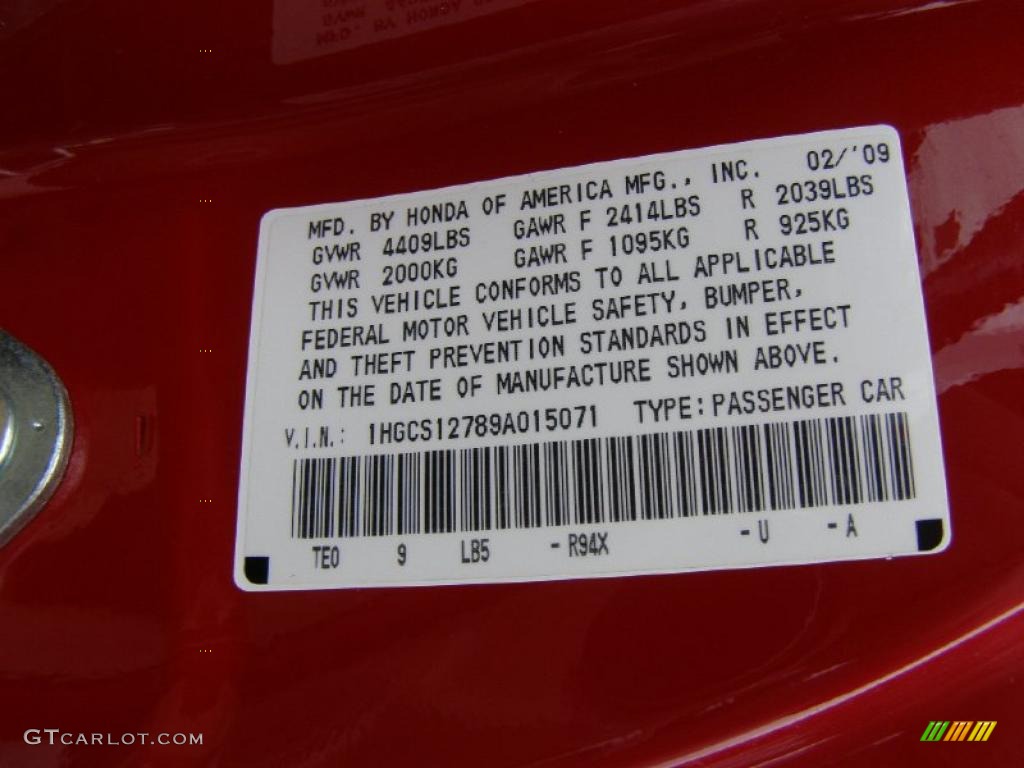 MFD. BY HONDA OF AMERICA MFG., INC. 02/'09
GVWR 4409LBS GAWR F 2414LBS R 2039LBS
GVWR 2000KG GAWR F 1095KG R 925KG
THIS VEHICLE CONFORMS TO ALL APPLICABLE
FEDERAL MOTOR VEHICLE SAFETY, BUMPER,
AND THEFT PREVENTION STANDARDS IN EFFECT
ON THE DATE OF MANUFACTURE SHOWN ABOVE.
V.I.N.: 1HGCS12789A015071 TYPE: PASSENGER CAR
TE0 9 LB5 - R94X - U - A
GTCARLOT.COM